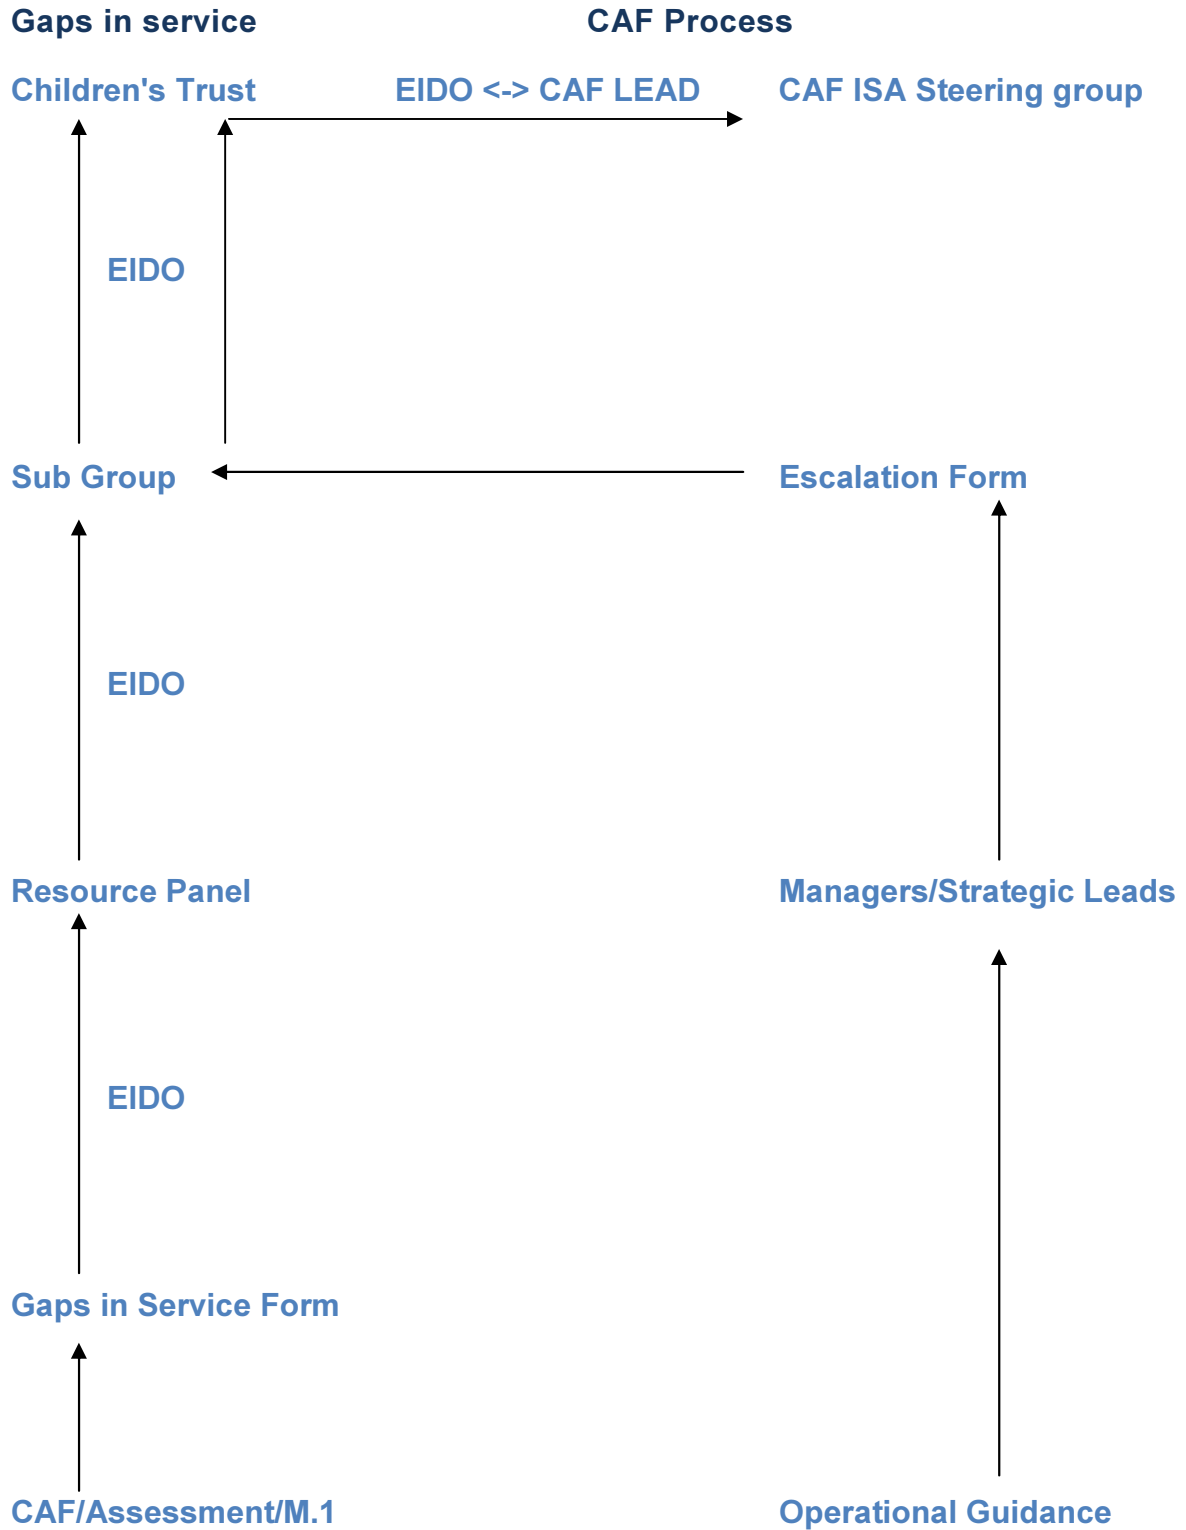 Gaps in service CAF Process
Children's Trust EIDO <-> CAF LEAD CAF ISA Steering group
EIDO
Sub Group Escalation Form
EIDO
Resource Panel Managers/Strategic Leads
EIDO
Gaps in Service Form
CAF/Assessment/M.1 Operational Guidance